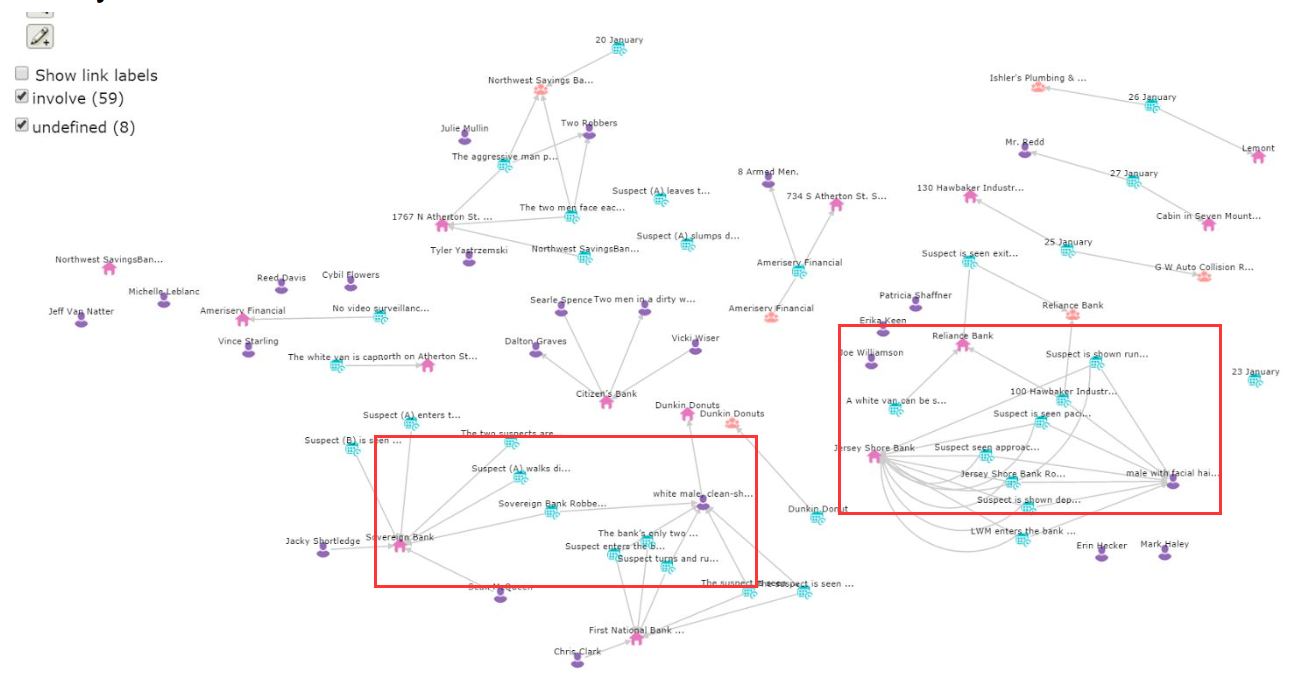 20 January
Northwest Savings Ba...
Ishler's Plumbing & ...
Show link labels
26 January
involve (59)
undefined (8)
Julie Mullin
Two Robbers
Mr. Redd
Lemont
The aggressive man p...
8 Armed Men.
27 January
Suspect (A) leaves t...
734 S Atherton St. S...
130 Hawbaker Industr...
1767 N Atherton St. ...
The two men face eac...
Cabin in Seven Mount...
Suspect (A) slumps d...
25 January
Tyler Yastrzemski
Northwest SavingsBan...
Suspect is seen exit...
Northwest SavingsBan...
Amerisery Financial
G W Auto Collision R...
Reed Davis
Cybil Flowers
Michelle Leblanc
Searle Spence
Two men in a dirty w...
Patricia Shaffner
Jeff Van Natter
Amerisery Financial
No video surveillanc...
Amerisery Financial
Reliance Bank
Erika Keen
Vince Starling
Dalton Graves
Vicki Wiser
Reliance Bank
The white van is cap
north on Atherton St...
Joe Williamson
Suspect is shown run...
23 January
Citizen's Bank
100 Hawbaker Industr...
A white van can be s...
Dunkin Donuts
Dunkin Donuts
Suspect (A) enters t...
Suspect is seen paci...
The two suspects are...
Suspect (B) is seen ...
Jersey Shore Bank
Suspect seen approac...
Suspect (A) walks di...
Jersey Shore Bank Ro...
male with facial hai...
white male, clean-sh...
Sovereign Bank Robbe...
Suspect is shown dep...
Dunkin Donut
The bank's only two ...
LWM enters the bank ...
Jacky Shortledge
Sovereign Bank
Suspect enters the b...
Erin Hecker
Mark Haley
Suspect turns and ru...
Sean McQueen
The suspect
The suspect is seen ...
First National Bank ...
Chris Clark